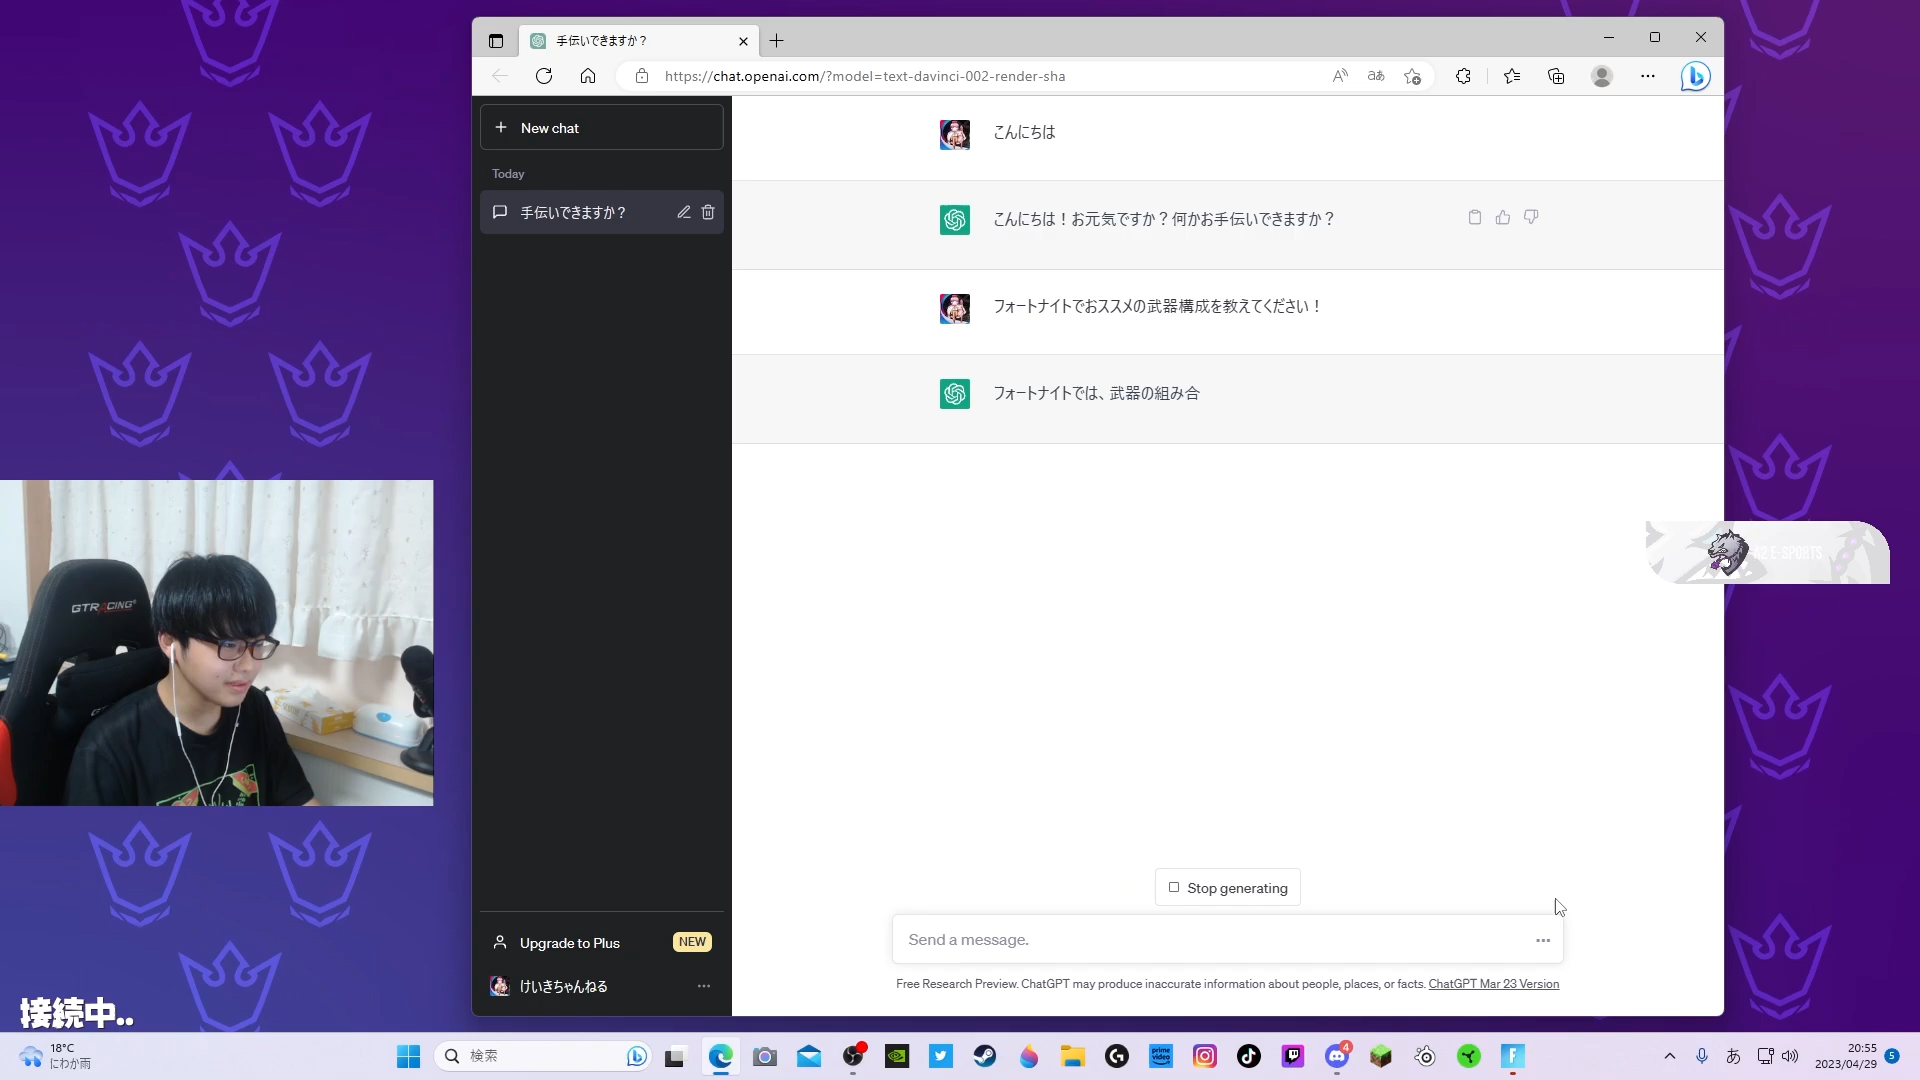 手伝いできますか？
https://chat.openai.com/?model=text-davinci-002-render-sha
New chat
Today
手伝いできますか？
こんにちは
こんにちは！お元気ですか？何かお手伝いできますか？
フォートナイトでおススメの武器構成を教えてください！
フォートナイトでは、武器の組み合
GTRACING
E-SPORTS
Stop generating
Send a message.
Free Research Preview. ChatGPT may produce inaccurate information about people, places, or facts. ChatGPT Mar 23 Version
Upgrade to Plus
NEW
けいきちゃんねる
接続中..
18°C
にわか雨
検索
prime video
4
あ
20:55
2023/04/29
5